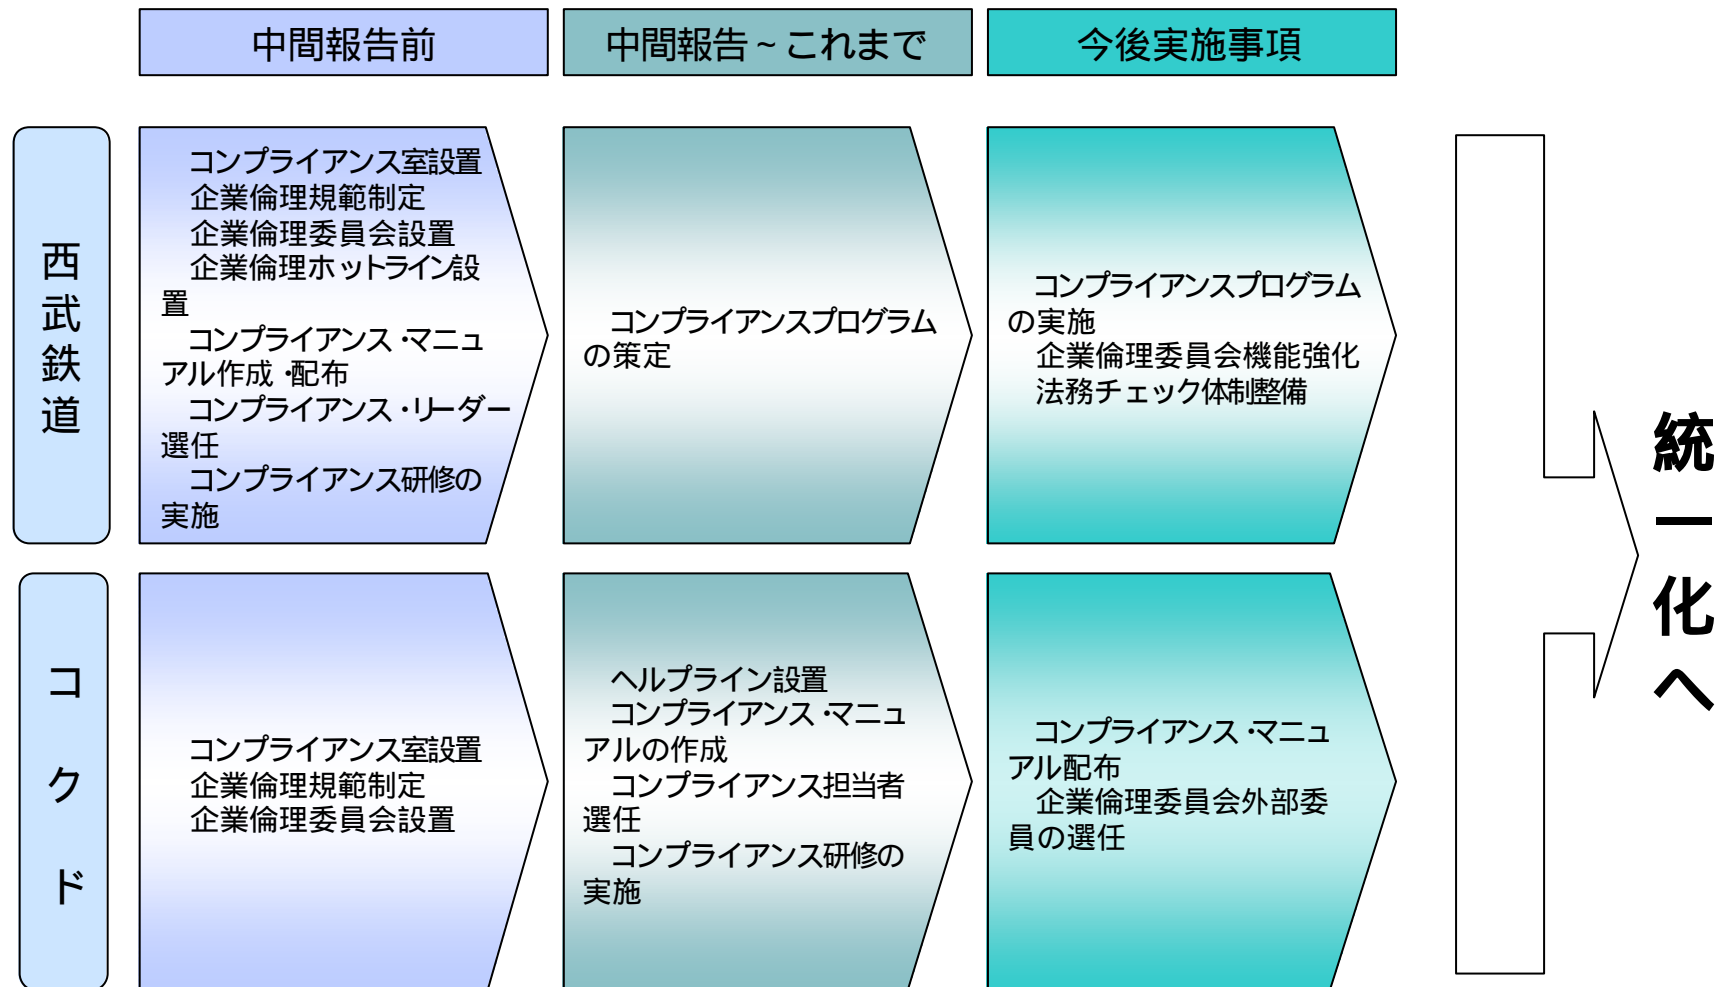 中間報告前
中間報告～これまで
今後実施事項
西武鉄道
コンプライアンス室設置
企業倫理規範制定
企業倫理委員会設置
企業倫理ホットライン設
置
コンプライアンス・マニュ
アル作成・配布
コンプライアンス・リーダー
選任
コンプライアンス研修の
実施
コンプライアンスプログラム
の策定
コンプライアンスプログラム
の実施
企業倫理委員会機能強化
法務チェック体制整備
コクド
コンプライアンス室設置
企業倫理規範制定
企業倫理委員会設置
ヘルプライン設置
コンプライアンス・マニュ
アルの作成
コンプライアンス担当者
選任
コンプライアンス研修の
実施
コンプライアンス・マニュ
アル配布
企業倫理委員会外部委
員の選任
統一化へ